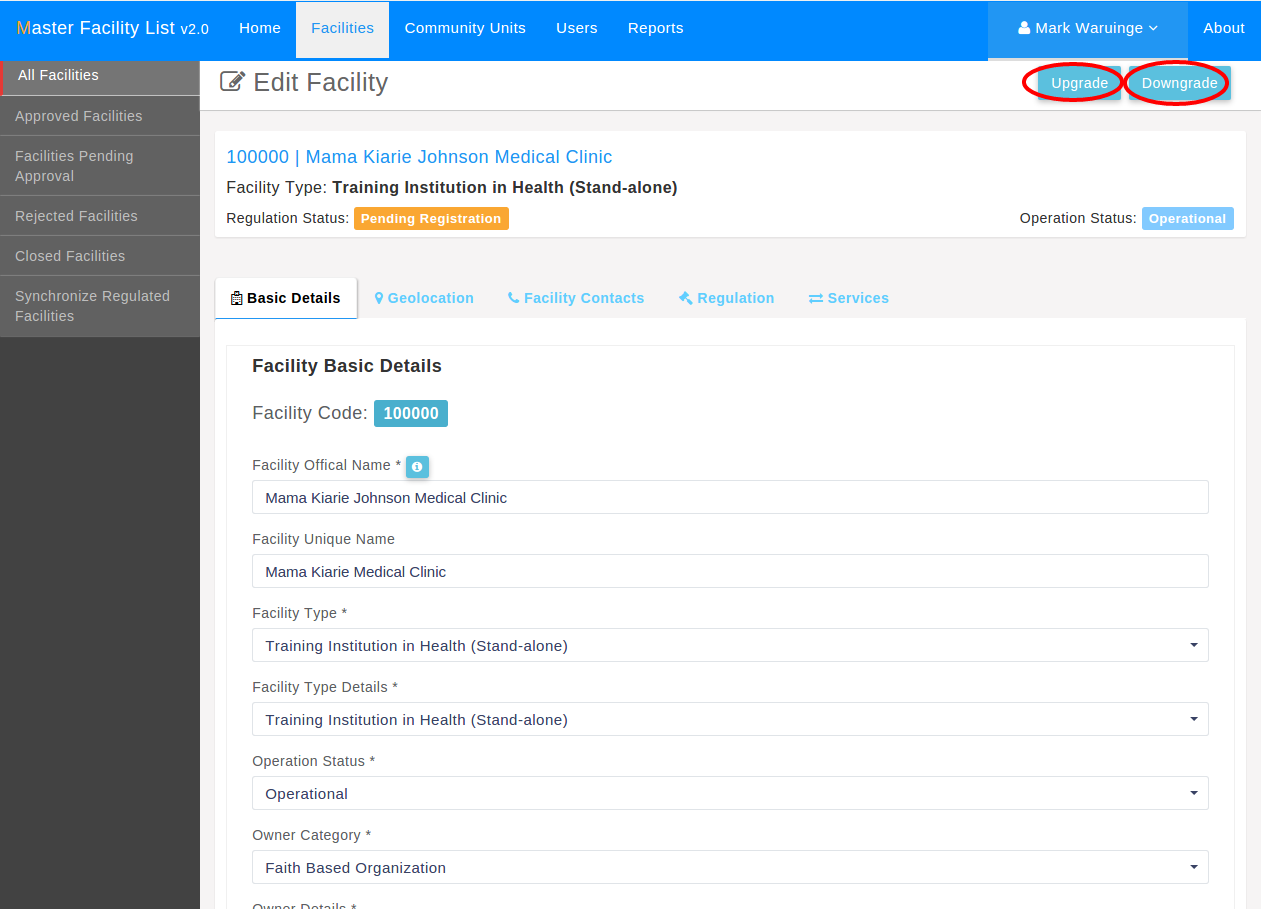 Master Facility List v2.0 Home Facilities Community Units Users Reports Mark Waruinge About
All Facilities
Approved Facilities
Facilities Pending
Approval
Rejected Facilities
Closed Facilities
Synchronize Regulated
Facilities
Edit Facility Upgrade Downgrade
100000 | Mama Kiarie Johnson Medical Clinic
Facility Type: Training Institution in Health (Stand-alone)
Regulation Status: Pending Registration Operation Status: Operational
Basic Details Geolocation Facility Contacts Regulation Services
Facility Basic Details
Facility Code: 100000
Facility Offical Name *
Mama Kiarie Johnson Medical Clinic
Facility Unique Name
Mama Kiarie Medical Clinic
Facility Type *
Training Institution in Health (Stand-alone)
Facility Type Details *
Training Institution in Health (Stand-alone)
Operation Status *
Operational
Owner Category *
Faith Based Organization
Owner Details *